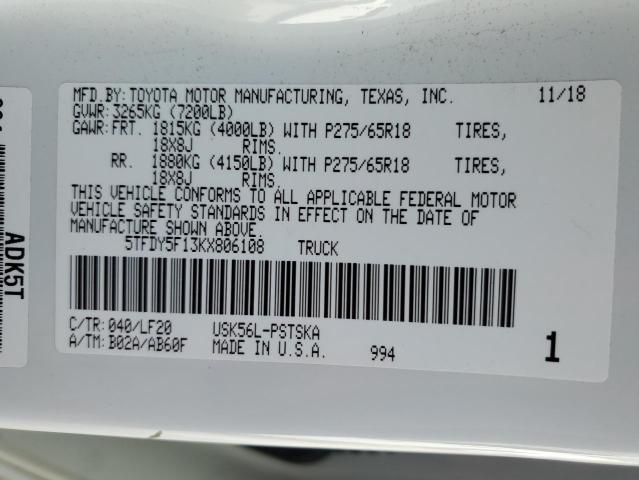 MFD.BY:TOYOTA MOTOR MANUFACTURING, TEXAS, INC. 11/18
GVWR:3265KG (7200LB)
GAWR:FRT. 1815KG (4000LB) WITH P275/65R18 TIRES,
18X8J RIMS.
RR. 1880KG (4150LB) WITH P275/65R18 TIRES,
18X8J RIMS.
THIS VEHICLE CONFORMS TO ALL APPLICABLE FEDERAL MOTOR
VEHICLE SAFETY STANDARDS IN EFFECT ON THE DATE OF
MANUFACTURE SHOWN ABOVE.
5TFDY5F13KX806108 TRUCK
C/TR:040/LF20 USK56L-PSTSKA
A/TM:B02A/AB60F MADE IN U.S.A. 994 1
ADK5T